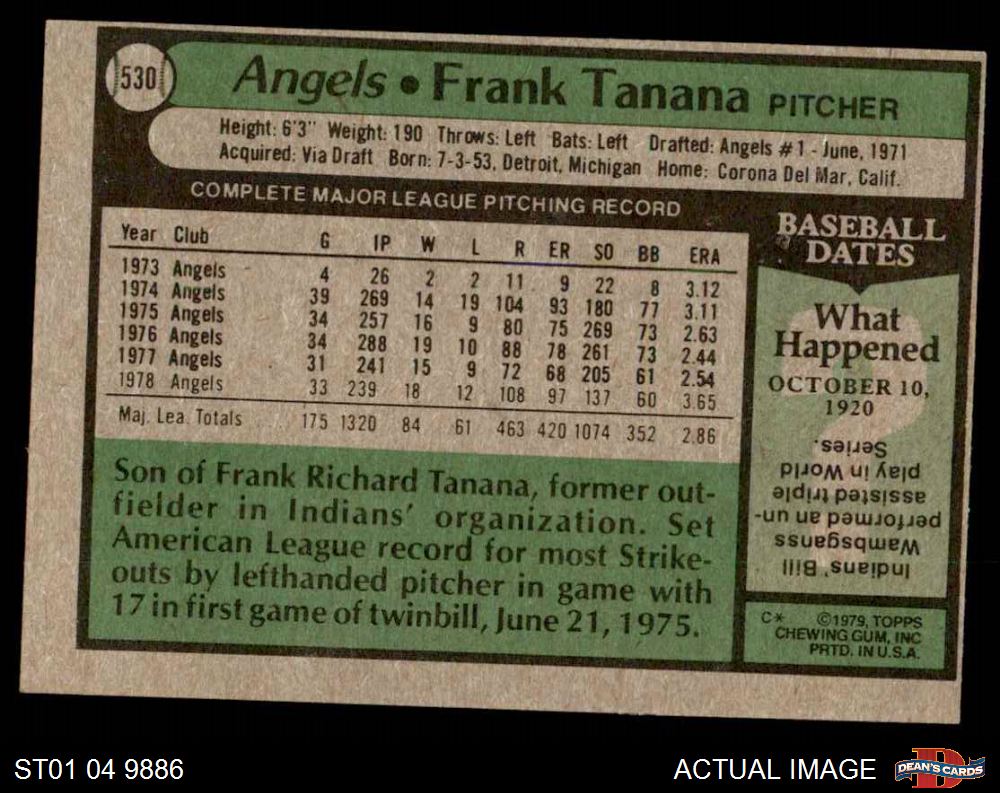 530
Angels • Frank Tanana PITCHER
Height: 6'3" Weight: 190 Throws: Left Bats: Left Drafted: Angels #1 - June, 1971
Acquired: Via Draft Born: 7-3-53, Detroit, Michigan Home: Corona Del Mar, Calif.
COMPLETE MAJOR LEAGUE PITCHING RECORD
Year Club G IP W L R ER SO BB ERA
1973 Angels 4 26 2 2 11 9 22 8 3.12
1974 Angels 39 269 14 19 104 93 180 77 3.11
1975 Angels 34 257 16 9 80 75 269 73 2.63
1976 Angels 34 288 19 10 88 78 261 73 2.44
1977 Angels 31 241 15 9 72 68 205 61 2.54
1978 Angels 33 239 18 12 108 97 137 60 3.65
Maj. Lea. Totals 175 1320 84 61 463 420 1074 352 2.86
Son of Frank Richard Tanana, former out-
fielder in Indians' organization. Set
American League record for most Strike-
outs by lefthanded pitcher in game with
17 in first game of twinbill, June 21, 1975.
BASEBALL
DATES
What
Happened
OCTOBER 10,
1920
Indians' Bill
Wambsganss
performed an un-
assisted triple
play in World
Series.
C* ©1979, TOPPS
CHEWING GUM, INC
PRTD. IN U.S.A.
ST01 04 9886
ACTUAL IMAGE
DEAN'S CARDS